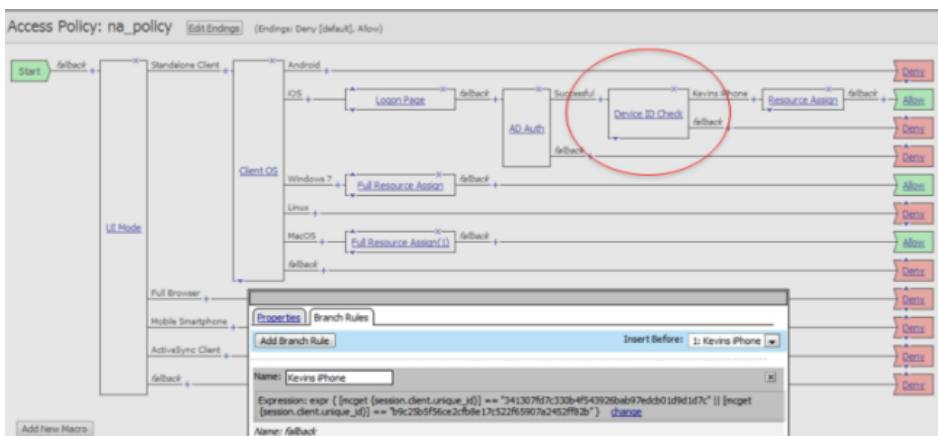 Access Policy: na_policy Edit Endings (Endings: Deny [default], Allow)
Start fallback + Standalone Client + Android + Deny
iOS + Logon Page fallback + Successful + Device ID Check Kevins iPhone + Resource Assign fallback + Allow
AD Auth fallback + Deny
fallback + Deny
Client OS
Windows 7 + Full Resource Assign fallback + Allow
Linux + Deny
UI Mode
MacOS + Full Resource Assign(1) fallback + Allow
fallback + Deny
Full Browser + Deny
Mobile Smartphone + Deny
ActiveSync Client + Deny
fallback + Deny
Properties Branch Rules
Add Branch Rule Insert Before: 1: Kevins iPhone
Name: Kevins iPhone x
Expression: expr { [mcget {session.client.unique_id}] == "341307fd7c330b4f543926bab97edcb01d9d1d7c" || [mcget
{session.client.unique_id}] == "b9c25b5f56ce2cfb8e17c522f65907a2452ff82b" } change
Name: fallback
Add New Macro